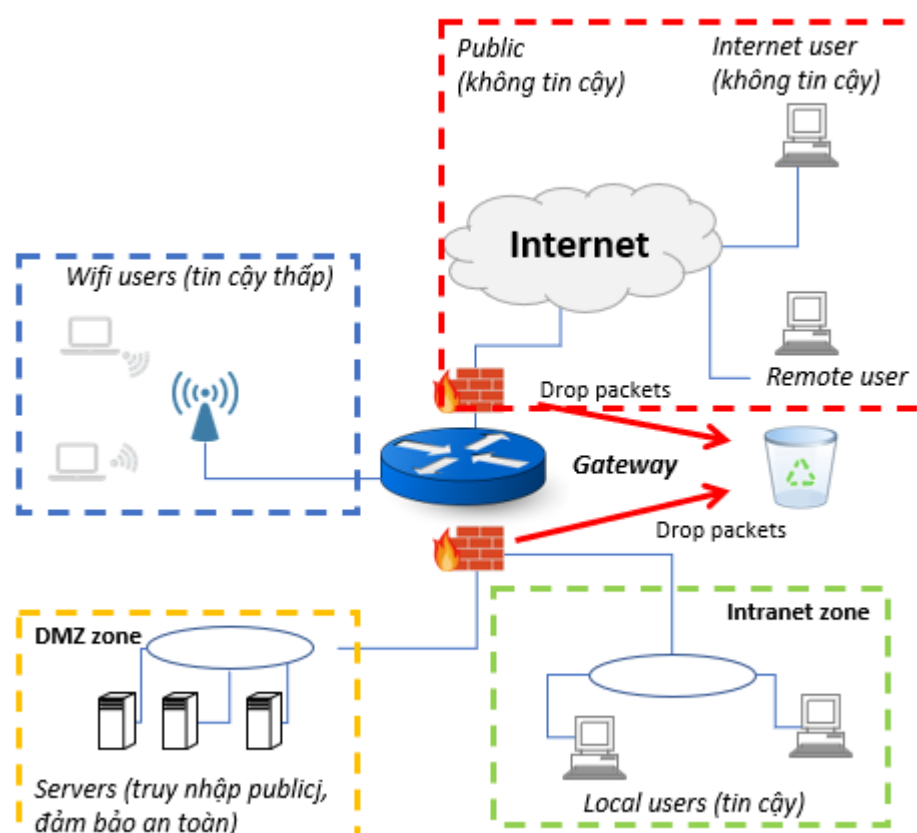 Public
(không tin cậy)
Internet user
(không tin cậy)
Internet
Wifi users (tin cậy thấp)
Remote user
Drop packets
Gateway
Drop packets
DMZ zone
Intranet zone
Servers (truy nhập publicj,
đảm bảo an toàn)
Local users (tin cậy)